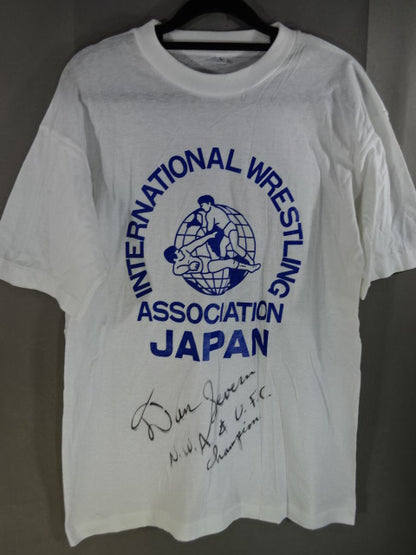 INTERNATIONAL WRESTLING
ASSOCIATION
JAPAN
Dan Severn
N.W.A & U.F.C.
Champion